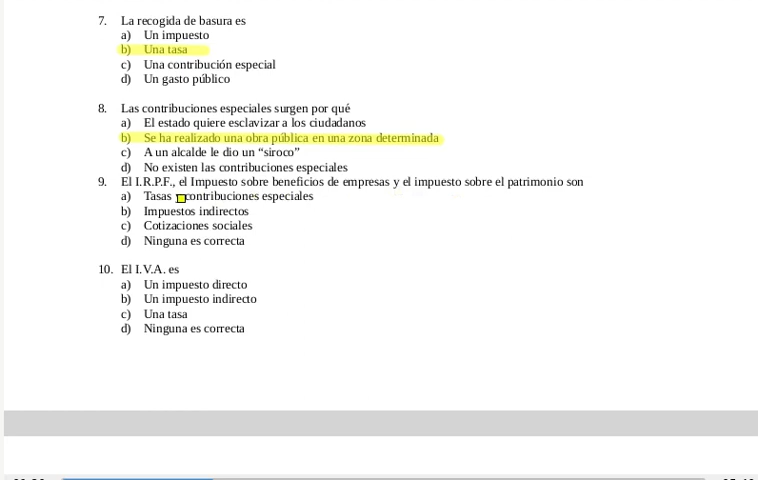 7. La recogida de basura es
a) Un impuesto
b) Una tasa
c) Una contribución especial
d) Un gasto público
8. Las contribuciones especiales surgen por qué
a) El estado quiere esclavizar a los ciudadanos
b) Se ha realizado una obra pública en una zona determinada
c) A un alcalde le dio un “siroco”
d) No existen las contribuciones especiales
9. El I.R.P.F., el Impuesto sobre beneficios de empresas y el impuesto sobre el patrimonio son
a) Tasas y contribuciones especiales
b) Impuestos indirectos
c) Cotizaciones sociales
d) Ninguna es correcta
10. El I.V.A. es
a) Un impuesto directo
b) Un impuesto indirecto
c) Una tasa
d) Ninguna es correcta